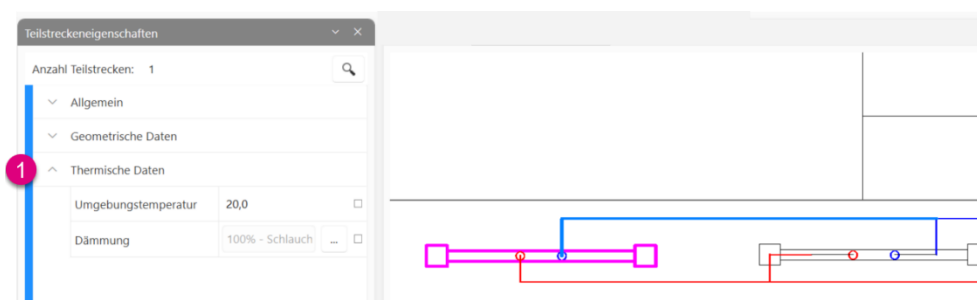 Teilstreckeneigenschaften
Anzahl Teilstrecken: 1
Allgemein
Geometrische Daten
1 Thermische Daten
Umgebungstemperatur 20,0
Dämmung 100% - Schlauch ...